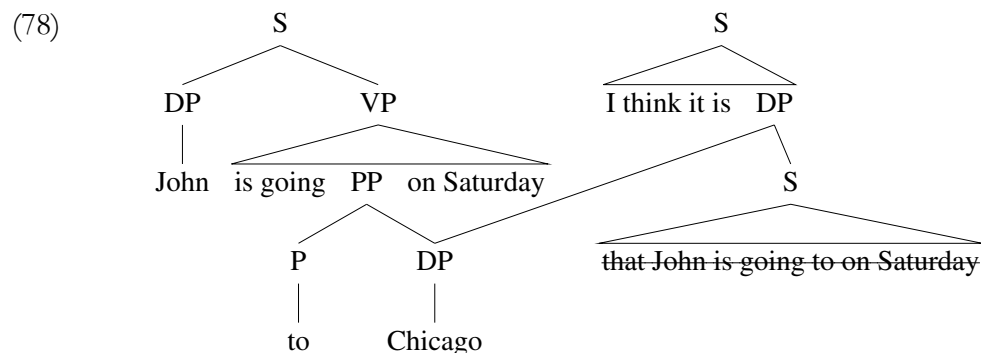 (78) S S
DP VP I think it is DP
John is going PP on Saturday S
P DP that John is going to on Saturday
to Chicago